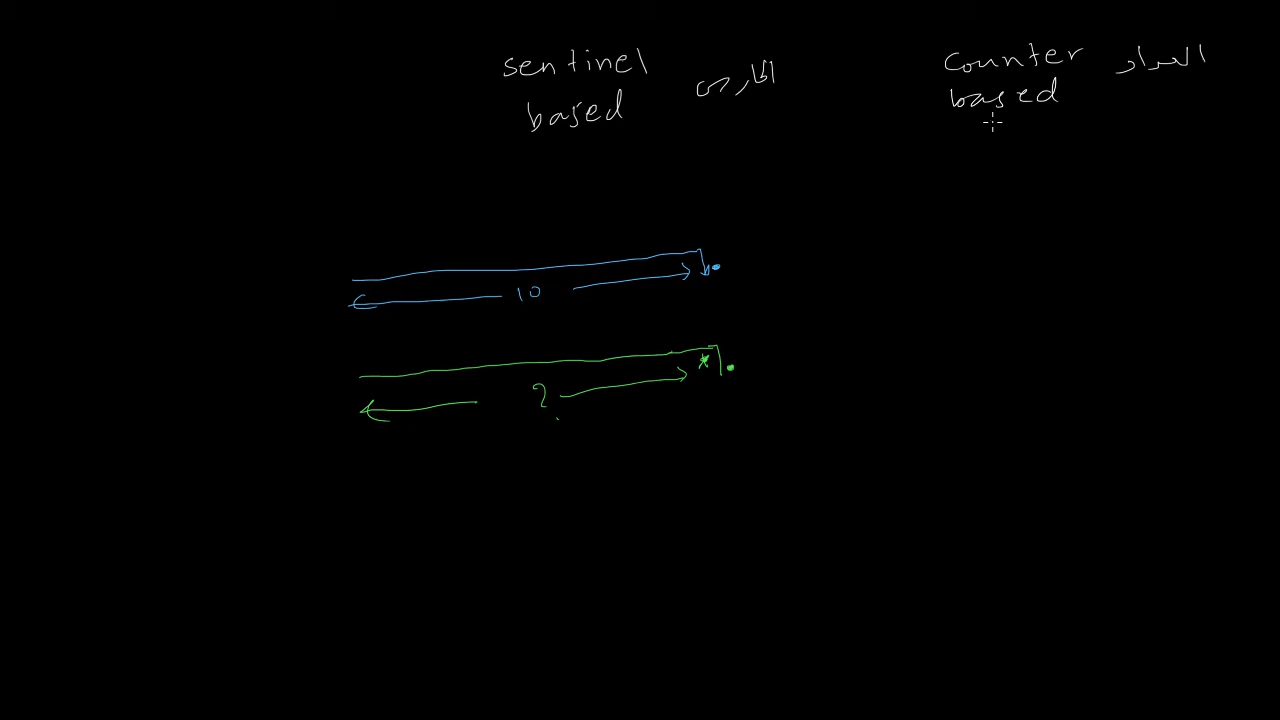 sentinel
based
الحارس
counter
based
العداد
10
?
*